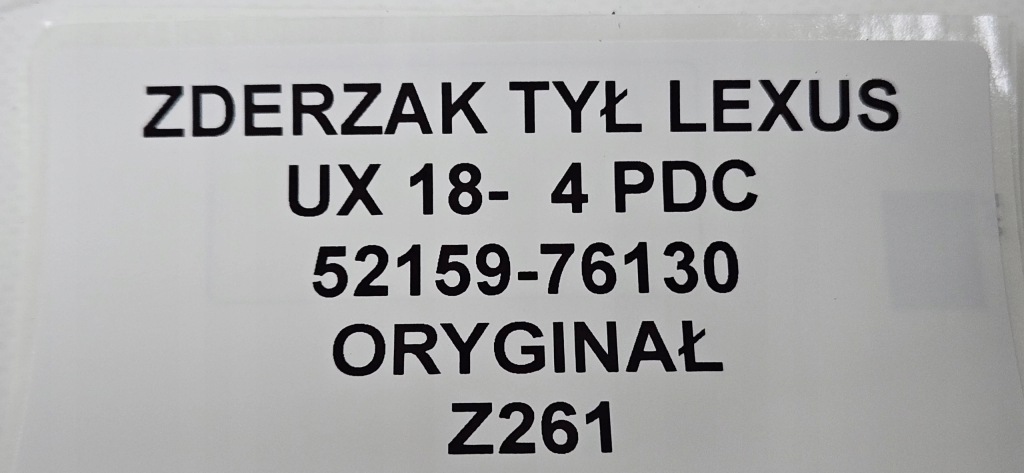 ZDERZAK TYŁ LEXUS
UX 18-  4 PDC
52159-76130
ORYGINAŁ
Z261